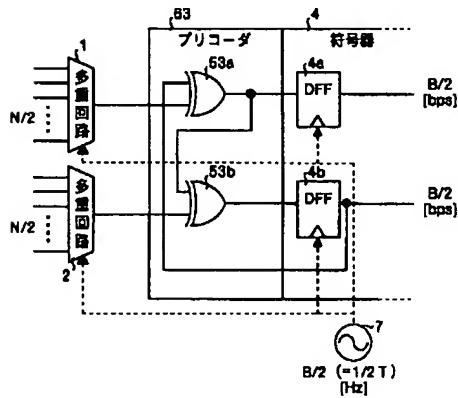 63
4
プリコーダ
符号器
1
53a
4a
多重回路
DFF
B/2
[bps]
N/2
53b
4b
多重回路
DFF
B/2
[bps]
N/2
2
7
B/2 (=1/2T)
[Hz]